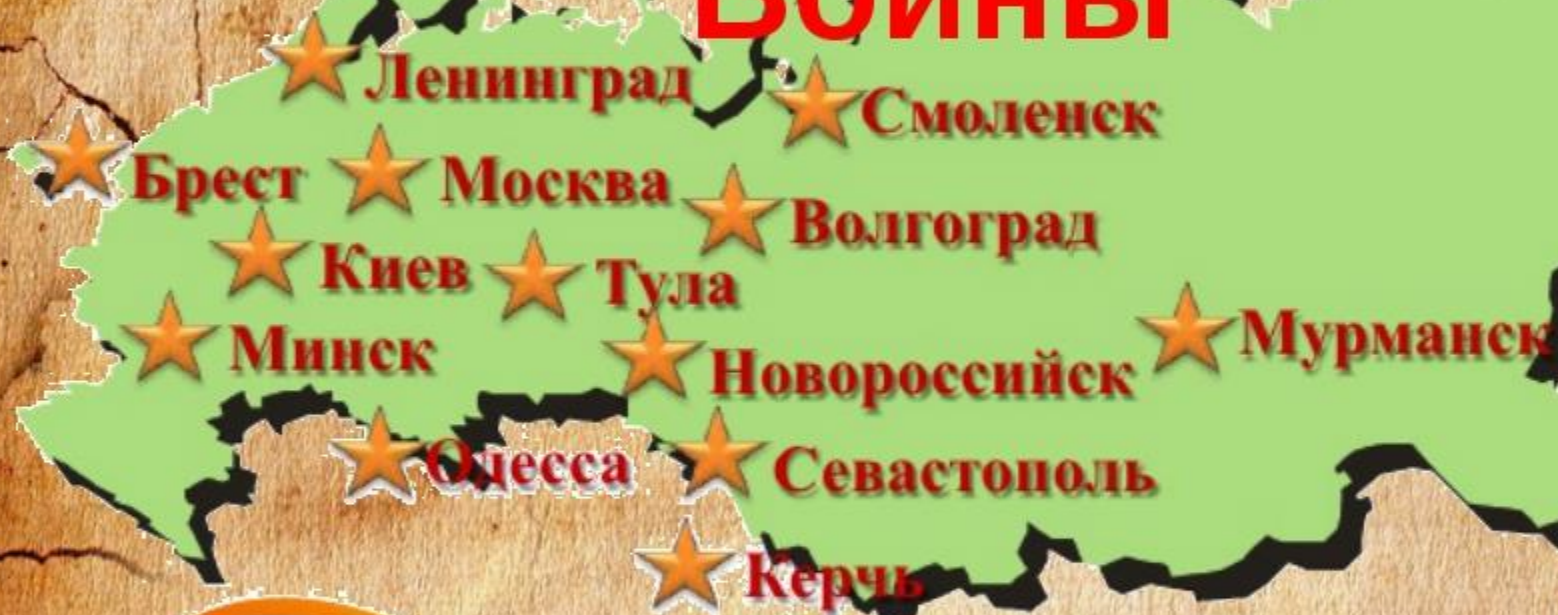 Войны
Ленинград
Смоленск
Брест
Москва
Волгоград
Киев
Тула
Минск
Новороссийск
Мурманск
Одесса
Севастополь
Керчь